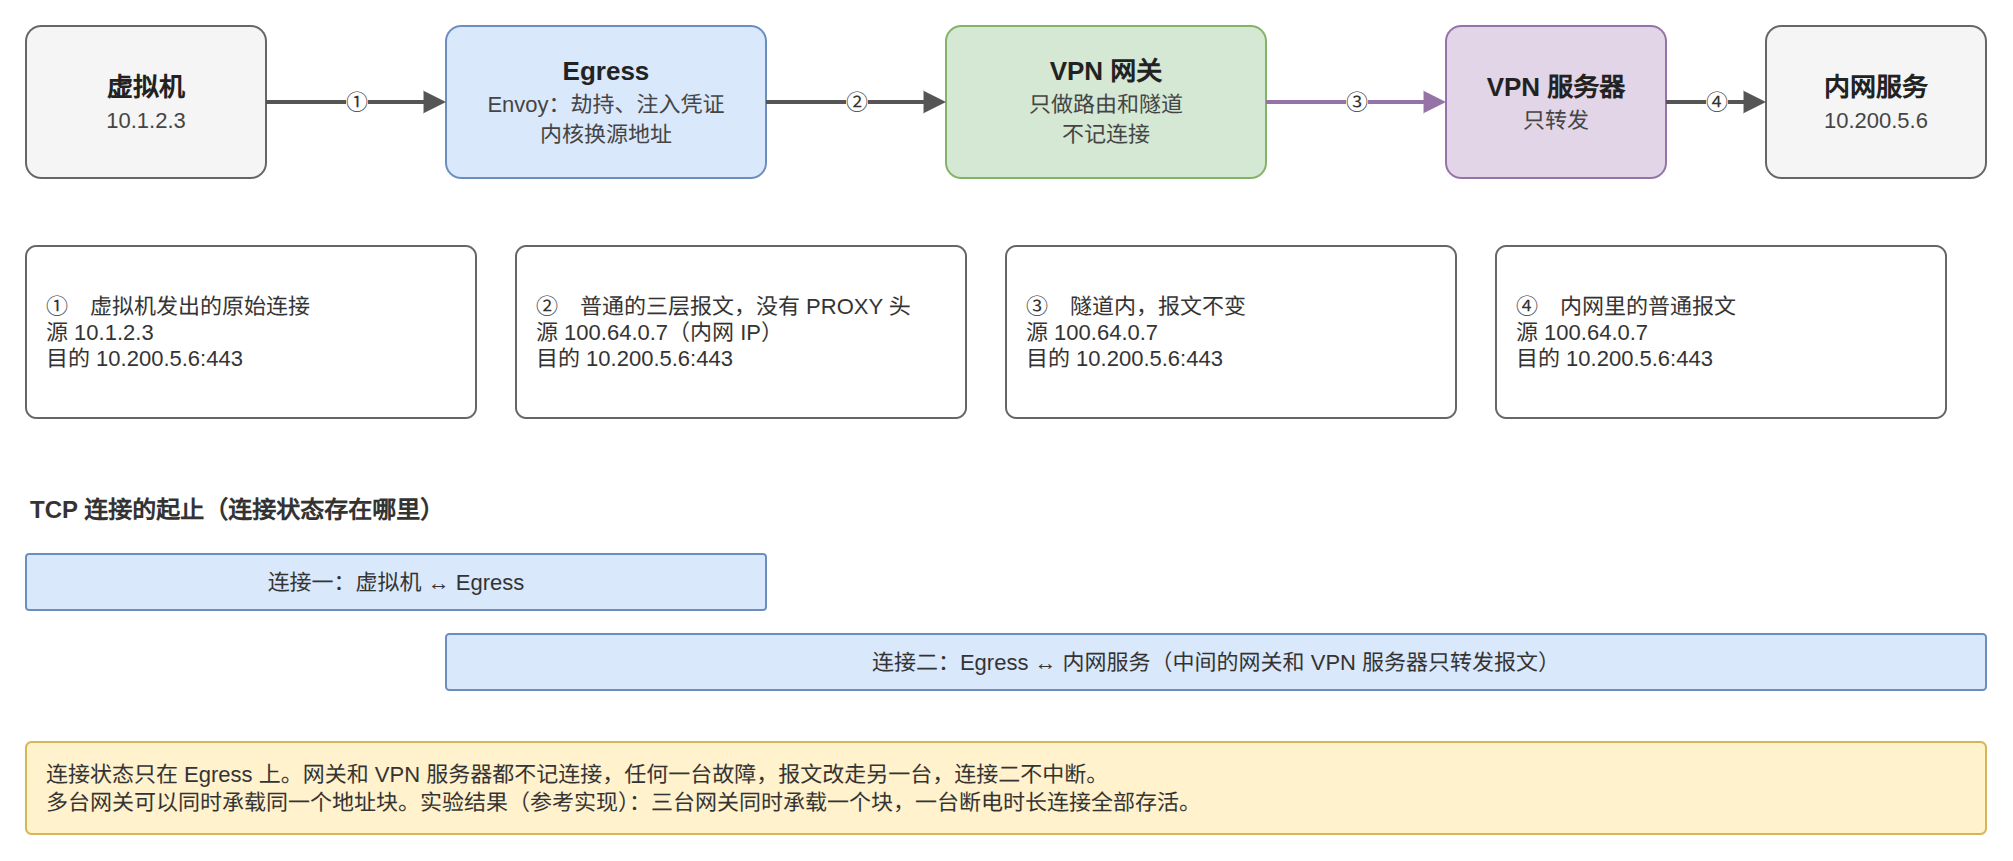 虚拟机
10.1.2.3
①
Egress
Envoy：劫持、注入凭证
内核换源地址
②
VPN 网关
只做路由和隧道
不记连接
③
VPN 服务器
只转发
④
内网服务
10.200.5.6
① 虚拟机发出的原始连接
源 10.1.2.3
目的 10.200.5.6:443
② 普通的三层报文，没有 PROXY 头
源 100.64.0.7（内网 IP）
目的 10.200.5.6:443
③ 隧道内，报文不变
源 100.64.0.7
目的 10.200.5.6:443
④ 内网里的普通报文
源 100.64.0.7
目的 10.200.5.6:443
TCP 连接的起止（连接状态存在哪里）
连接一：虚拟机 ↔ Egress
连接二：Egress ↔ 内网服务（中间的网关和 VPN 服务器只转发报文）
连接状态只在 Egress 上。网关和 VPN 服务器都不记连接，任何一台故障，报文改走另一台，连接二不中断。
多台网关可以同时承载同一个地址块。实验结果（参考实现）：三台网关同时承载一个块，一台断电时长连接全部存活。